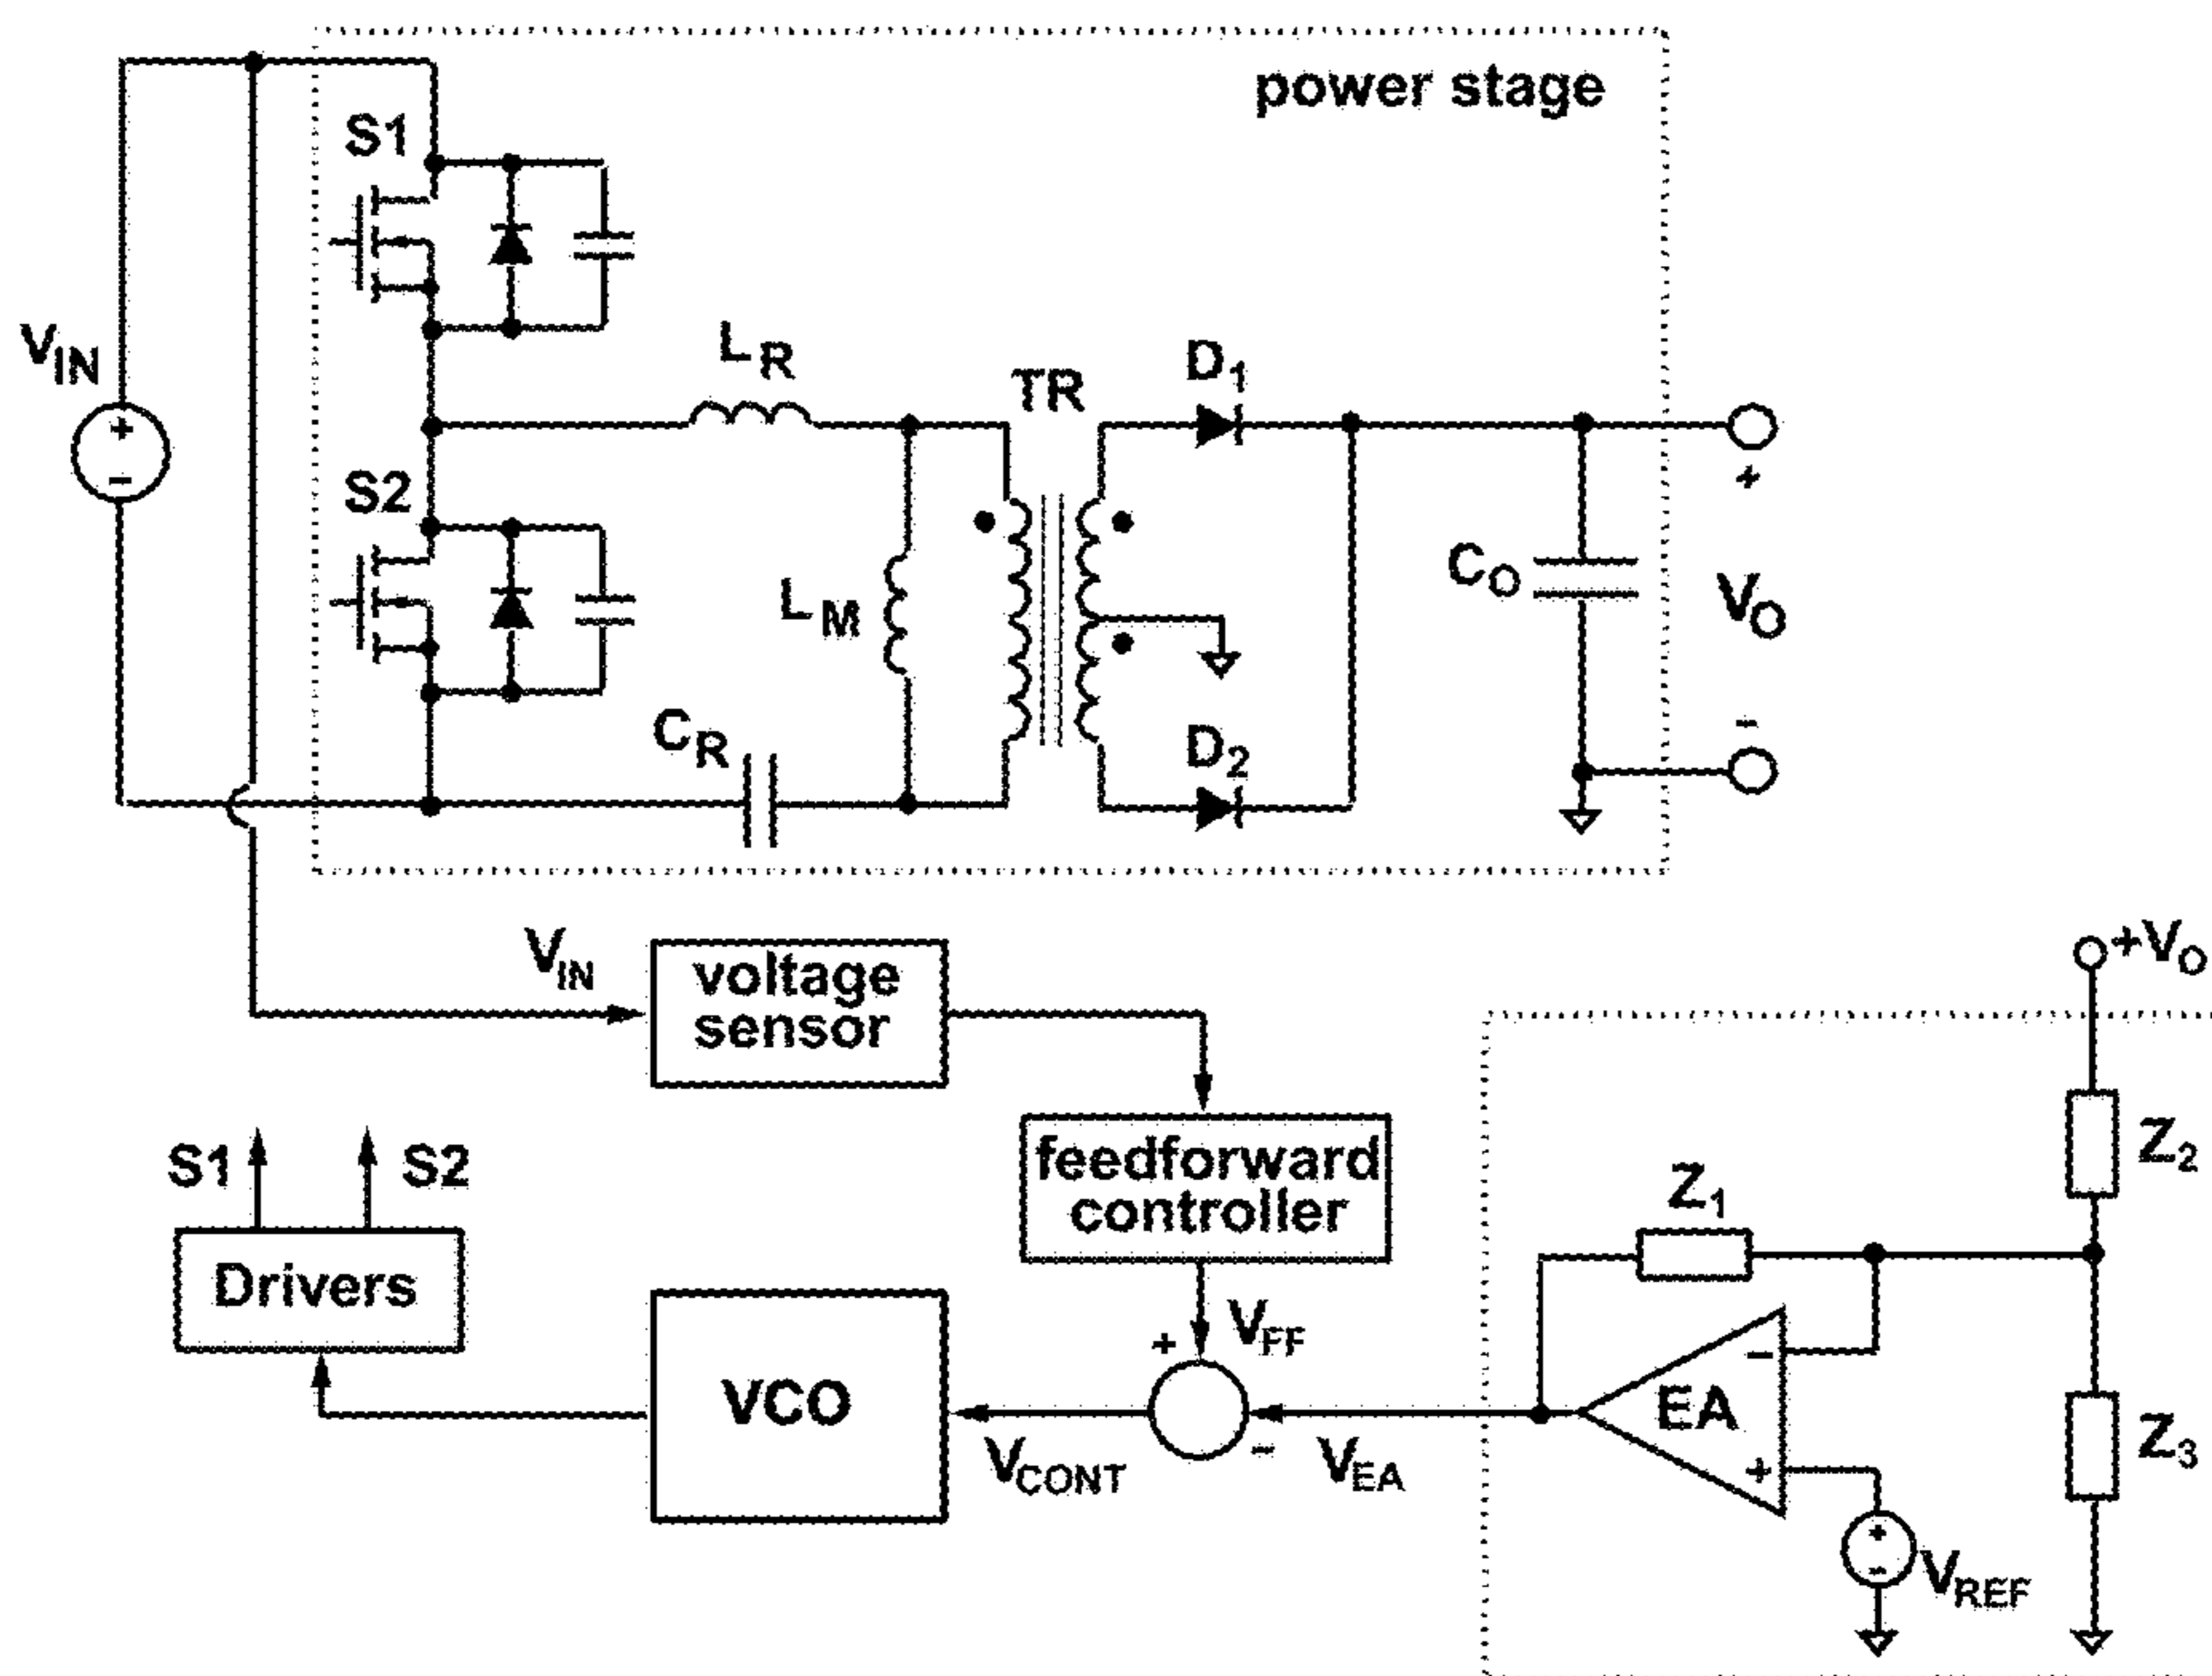 power stage
S1
V_IN
+
−
L_R
TR
D_1
+
S2
L_M
C_O
V_O
C_R
D_2
−
V_IN
voltage
sensor
+V_O
feedforward
controller
Z_2
S1
S2
Z_1
Drivers
V_FF
+
−
VCO
EA
V_CONT
−
V_EA
+
Z_3
+
−
V_REF